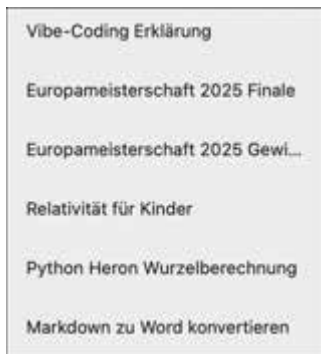 Vibe-Coding Erklärung
Europameisterschaft 2025 Finale
Europameisterschaft 2025 Gewi...
Relativität für Kinder
Python Heron Wurzelberechnung
Markdown zu Word konvertieren